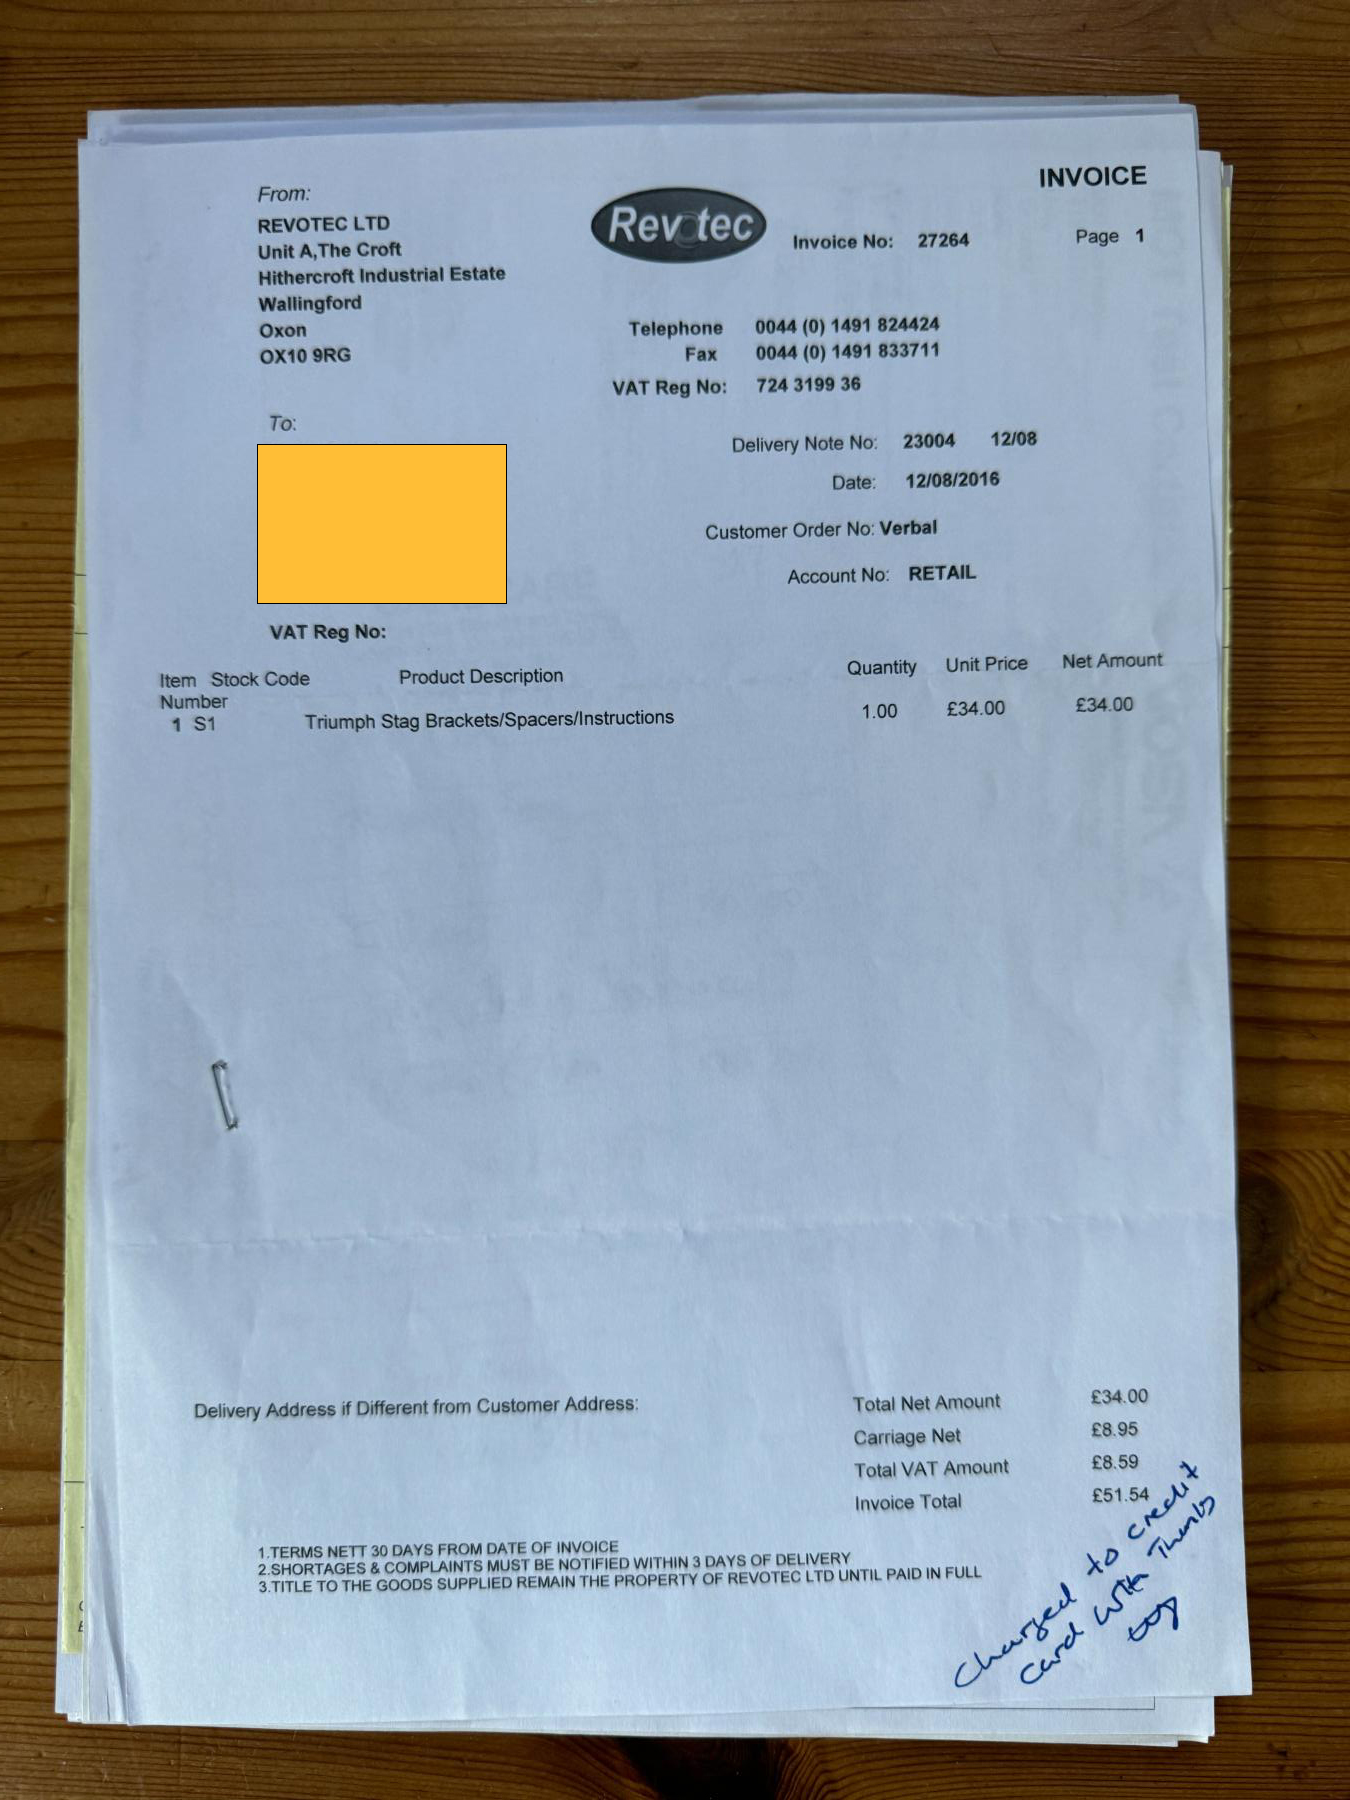 INVOICE
From:
REVOTEC LTD
Unit A,The Croft
Hithercroft Industrial Estate
Wallingford
Oxon
OX10 9RG
Revotec
Invoice No: 27264
Page 1
Telephone 0044 (0) 1491 824424
Fax 0044 (0) 1491 833711
VAT Reg No: 724 3199 36
To:
Delivery Note No: 23004 12/08
Date: 12/08/2016
Customer Order No: Verbal
Account No: RETAIL
VAT Reg No:
Item Number Stock Code Product Description Quantity Unit Price Net Amount
1 S1 Triumph Stag Brackets/Spacers/Instructions 1.00 £34.00 £34.00
Delivery Address if Different from Customer Address:
Total Net Amount £34.00
Carriage Net £8.95
Total VAT Amount £8.59
Invoice Total £51.54
1.TERMS NETT 30 DAYS FROM DATE OF INVOICE
2.SHORTAGES & COMPLAINTS MUST BE NOTIFIED WITHIN 3 DAYS OF DELIVERY
3.TITLE TO THE GOODS SUPPLIED REMAIN THE PROPERTY OF REVOTEC LTD UNTIL PAID IN FULL
Charged to credit
card with Thanks